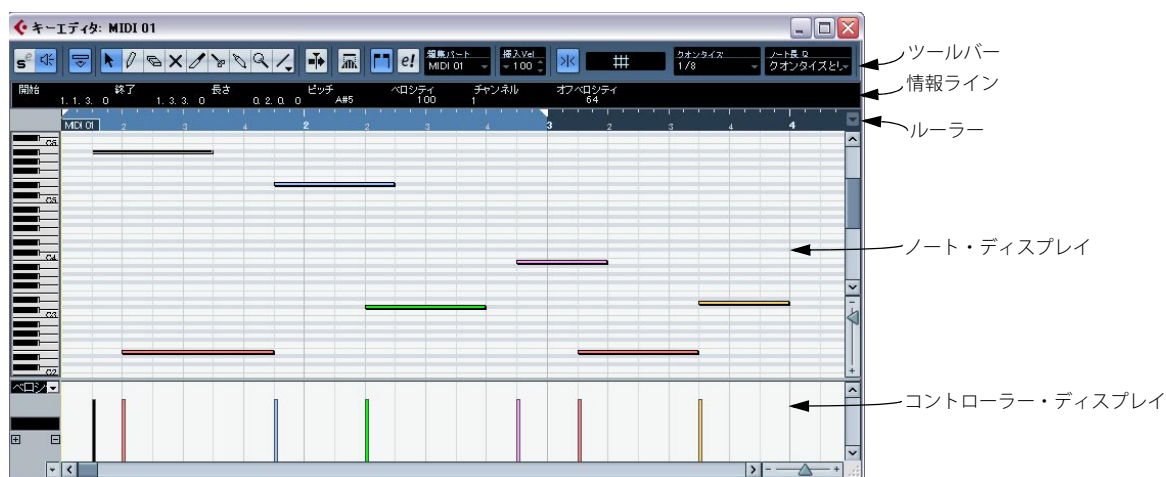 キーエディタ: MIDI 01
編集パート 挿入Vel クオンタイズ ノート長 Q
MIDI 01 100 1/8 クオンタイズとし
ツールバー
開始 終了 長さ ピッチ ベロシティ チャンネル オフベロシティ
1. 1. 3. 0 1. 3. 3. 0 0. 2. 0. 0 A#5 100 1 64
情報ライン
MIDI 01 2 3 4 2 2 3 4 3 2 3 4 4
ルーラー
C6
C5
C4
ノート・ディスプレイ
C3
C2
ベロシ
コントローラー・ディスプレイ